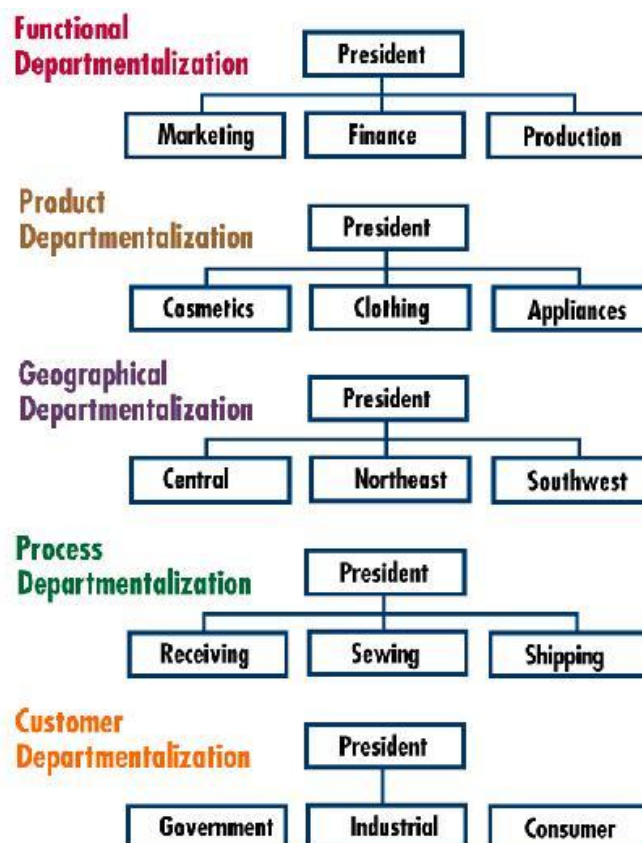 Functional
Departmentalization
President
Marketing
Finance
Production
Product
Departmentalization
President
Cosmetics
Clothing
Appliances
Geographical
Departmentalization
President
Central
Northeast
Southwest
Process
Departmentalization
President
Receiving
Sewing
Shipping
Customer
Departmentalization
President
Government
Industrial
Consumer